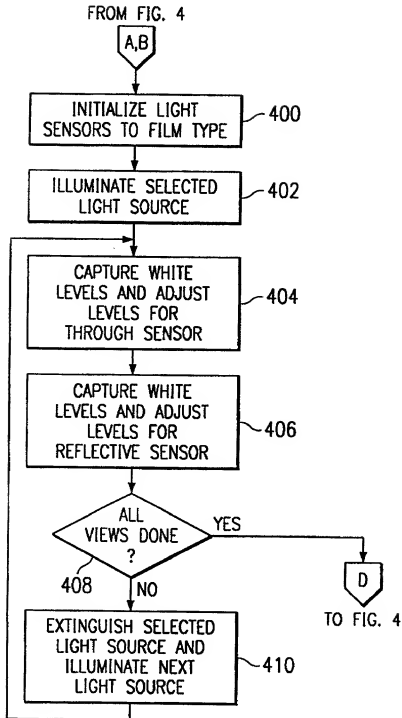 FROM FIG. 4
A,B
INITIALIZE LIGHT
SENSORS TO FILM TYPE
400
ILLUMINATE SELECTED
LIGHT SOURCE
402
CAPTURE WHITE
LEVELS AND ADJUST
LEVELS FOR
THROUGH SENSOR
404
CAPTURE WHITE
LEVELS AND ADJUST
LEVELS FOR
REFLECTIVE SENSOR
406
ALL
VIEWS DONE
?
408
YES
D
TO FIG. 4
NO
EXTINGUISH SELECTED
LIGHT SOURCE AND
ILLUMINATE NEXT
LIGHT SOURCE
410